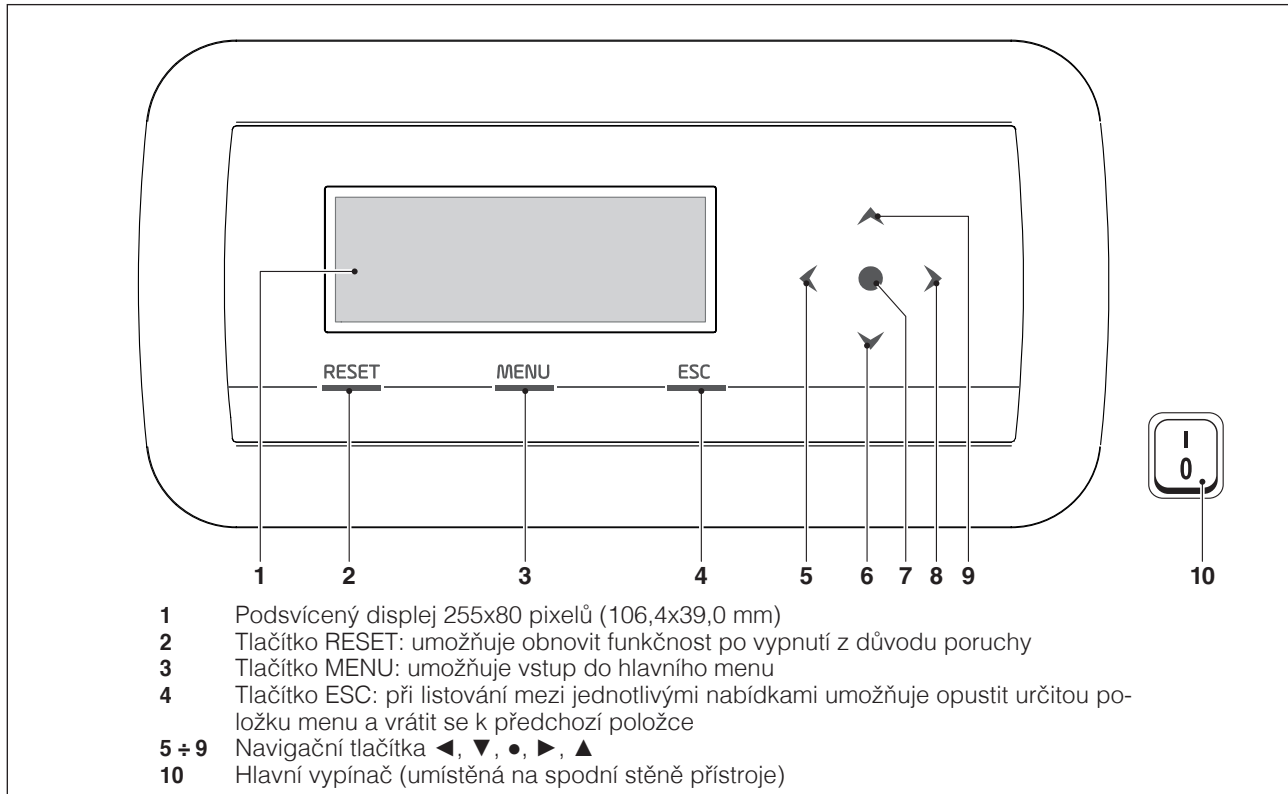 RESET MENU ESC
I
0
1 2 3 4 5 6 7 8 9 10
1 Podsvícený displej 255x80 pixelů (106,4x39,0 mm)
2 Tlačítko RESET: umožňuje obnovit funkčnost po vypnutí z důvodu poruchy
3 Tlačítko MENU: umožňuje vstup do hlavního menu
4 Tlačítko ESC: při listování mezi jednotlivými nabídkami umožňuje opustit určitou po-
ložku menu a vrátit se k předchozí položce
5 ÷ 9 Navigační tlačítka ◄, ▼, ●, ►, ▲
10 Hlavní vypínač (umístěná na spodní stěně přístroje)